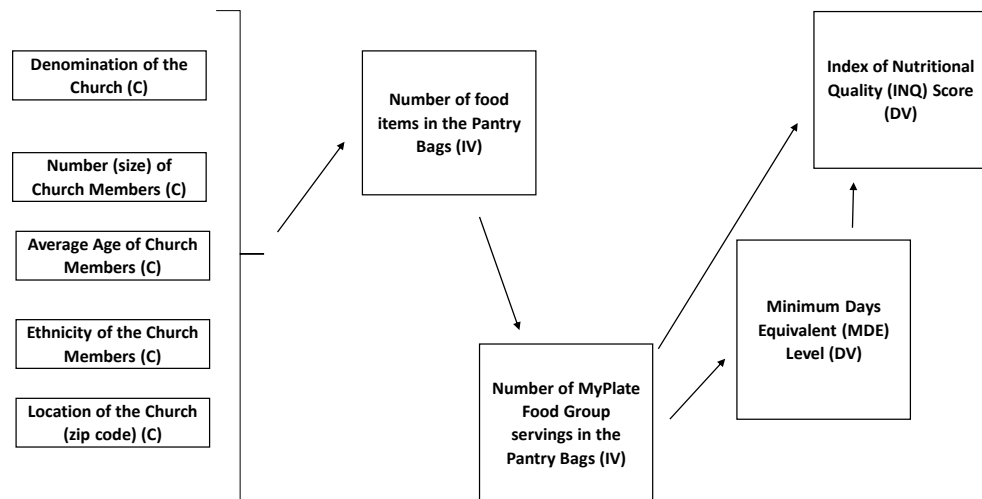 Denomination of the
Church (C)
Number (size) of
Church Members (C)
Average Age of Church
Members (C)
Ethnicity of the Church
Members (C)
Location of the Church
(zip code) (C)
Number of food
items in the Pantry
Bags (IV)
Number of MyPlate
Food Group
servings in the
Pantry Bags (IV)
Minimum Days
Equivalent (MDE)
Level (DV)
Index of Nutritional
Quality (INQ) Score
(DV)